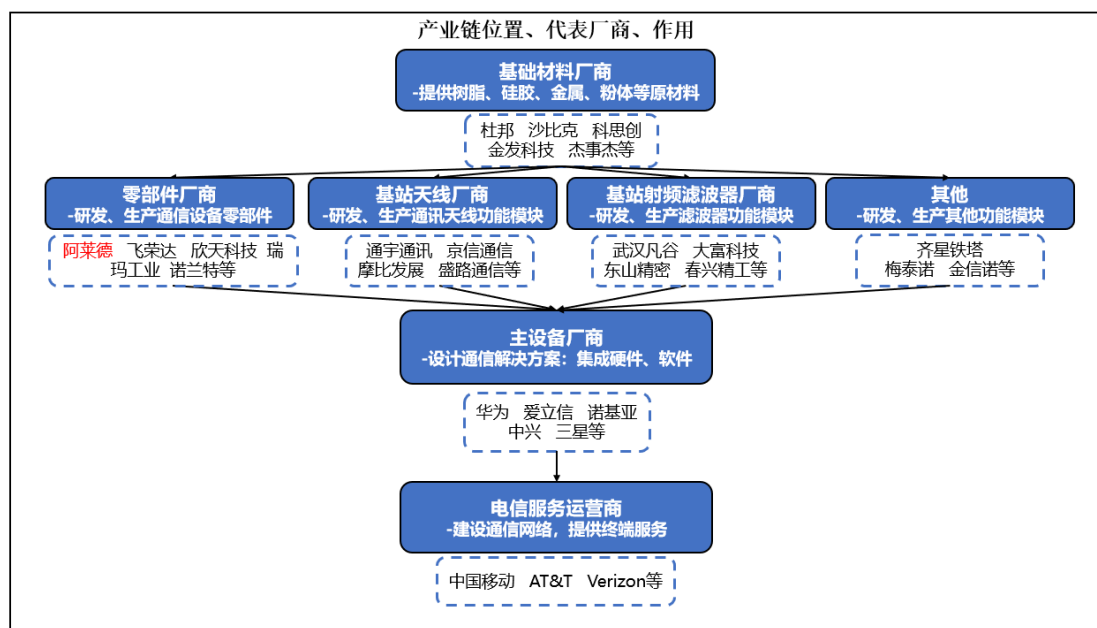 产业链位置、代表厂商、作用
基础材料厂商
-提供树脂、硅胶、金属、粉体等原材料
杜邦 沙比克 科思创
金发科技 杰事杰等
零部件厂商
-研发、生产通信设备零部件
阿莱德 飞荣达 欣天科技 瑞
玛工业 诺兰特等
基站天线厂商
-研发、生产通讯天线功能模块
通宇通讯 京信通信
摩比发展 盛路通信等
基站射频滤波器厂商
-研发、生产滤波器功能模块
武汉凡谷 大富科技
东山精密 春兴精工等
其他
-研发、生产其他功能模块
齐星铁塔
梅泰诺 金信诺等
主设备厂商
-设计通信解决方案：集成硬件、软件
华为 爱立信 诺基亚
中兴 三星等
电信服务运营商
-建设通信网络，提供终端服务
中国移动 AT&T Verizon等